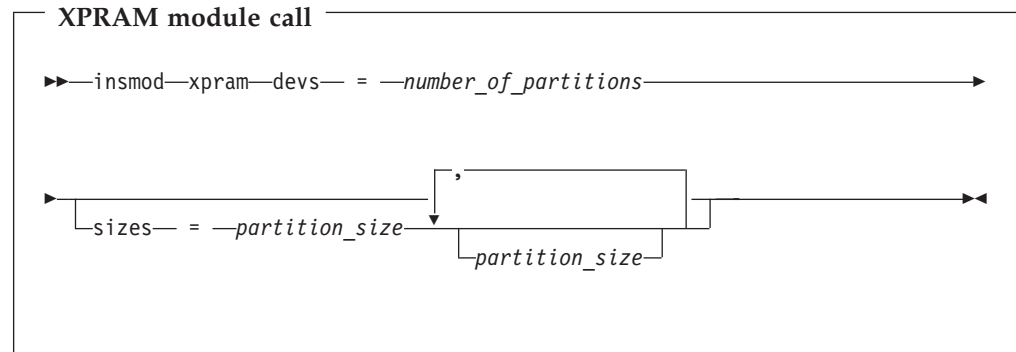 XPRAM module call
insmod xpram devs = number_of_partitions
,
sizes = partition_size
partition_size